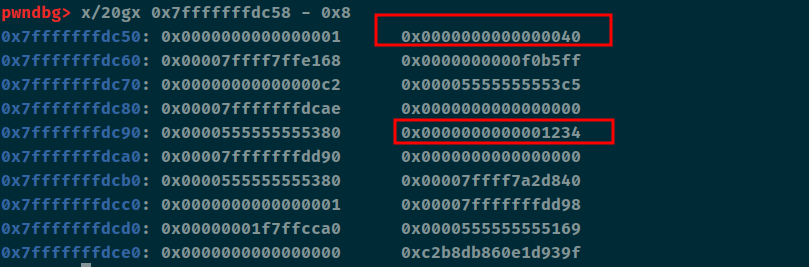 pwndbg> x/20gx 0x7fffffffdc58 - 0x8
0x7fffffffdc50: 0x0000000000000001 0x0000000000000040
0x7fffffffdc60: 0x00007ffff7ffe168 0x0000000000f0b5ff
0x7fffffffdc70: 0x00000000000000c2 0x00005555555553c5
0x7fffffffdc80: 0x00007fffffffdcae 0x0000000000000000
0x7fffffffdc90: 0x0000555555555380 0x0000000000001234
0x7fffffffdca0: 0x00007fffffffdd90 0x0000000000000000
0x7fffffffdcb0: 0x0000555555555380 0x00007ffff7a2d840
0x7fffffffdcc0: 0x0000000000000001 0x00007fffffffdd98
0x7fffffffdcd0: 0x00000001f7ffcca0 0x0000555555555169
0x7fffffffdce0: 0x0000000000000000 0xc2b8db860e1d939f